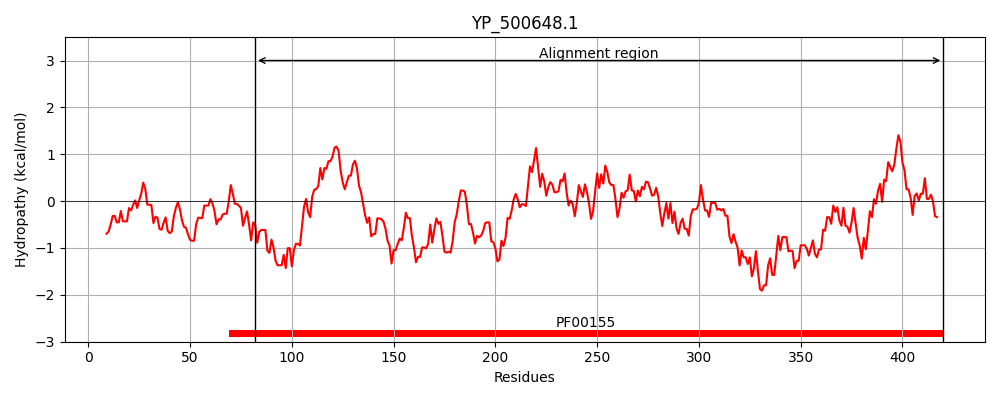 YP_500648.1
Alignment region
Hydropathy (kcal/mol)
3
2
1
0
−1
−2
−3
PF00155
0 50 100 150 200 250 300 350 400
Residues